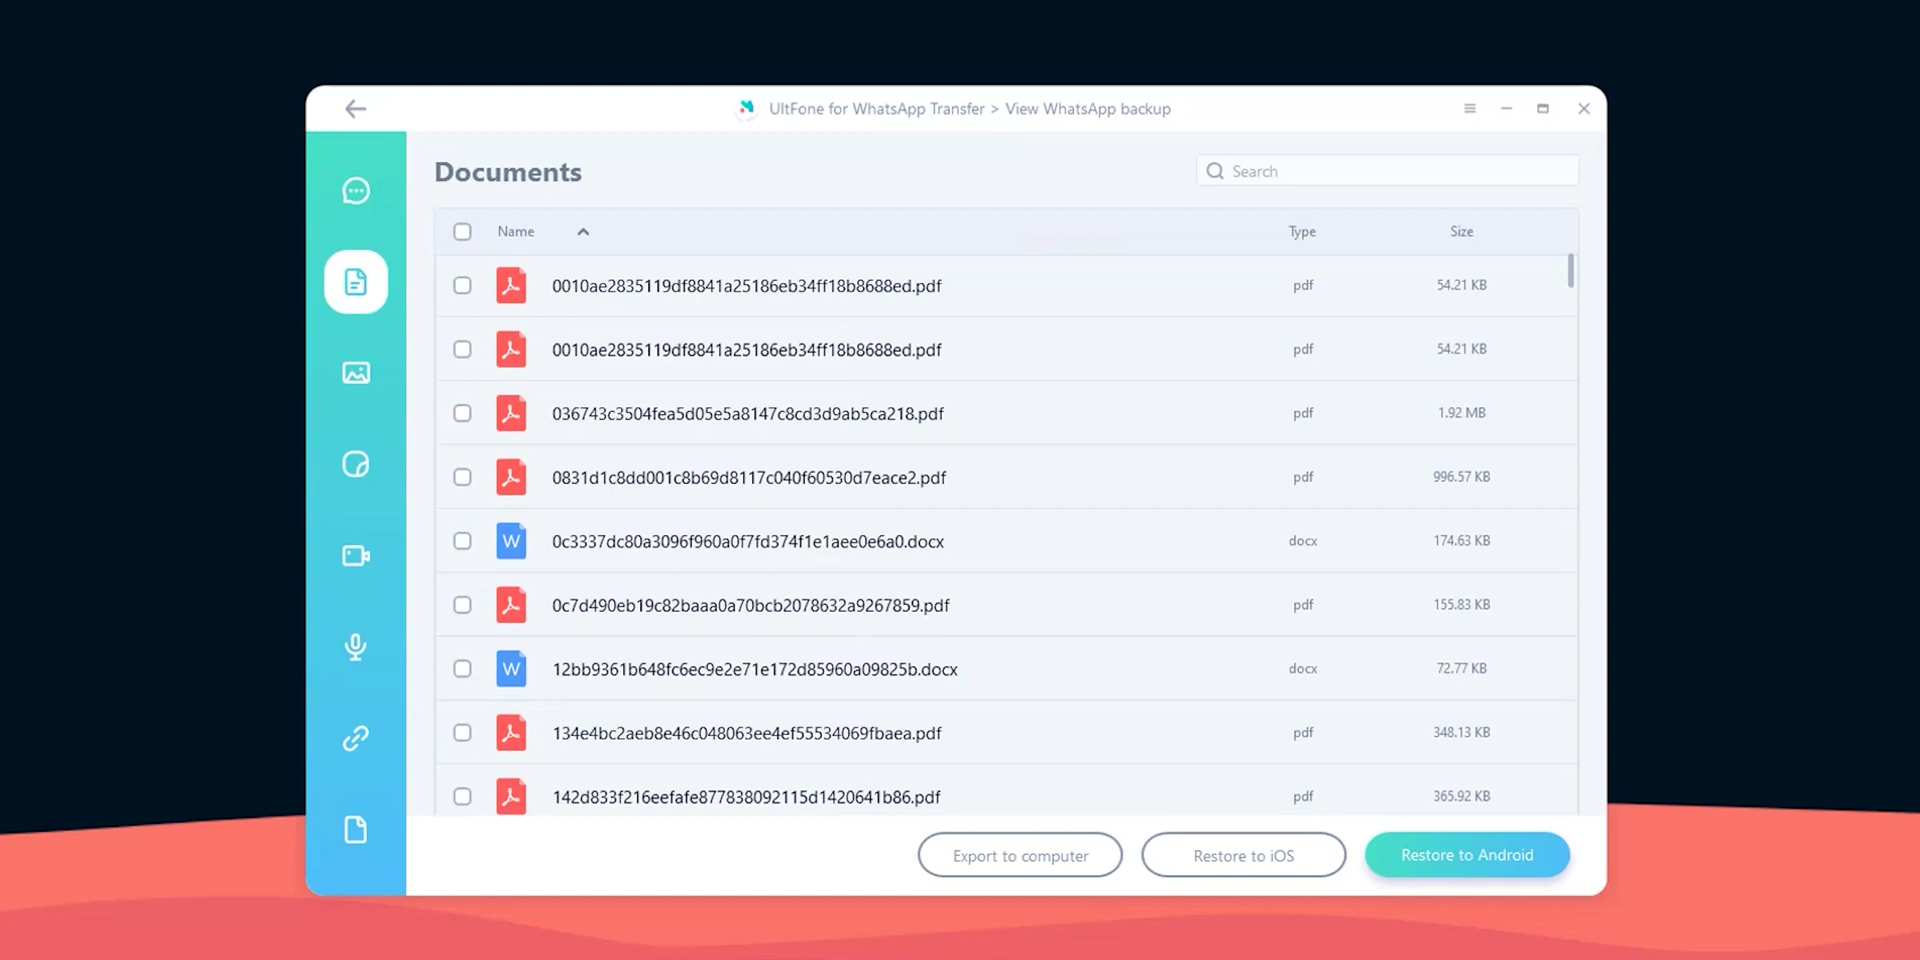 UltFone for WhatsApp Transfer > View WhatsApp backup
Documents
Search
Name Type Size
0010ae2835119df8841a25186eb34ff18b8688ed.pdf pdf 54.21 KB
0010ae2835119df8841a25186eb34ff18b8688ed.pdf pdf 54.21 KB
036743c3504fea5d05e5a8147c8cd3d9ab5ca218.pdf pdf 1.92 MB
0831d1c8dd001c8b69d8117c040f60530d7eace2.pdf pdf 996.57 KB
W 0c3337dc80a3096f960a0f7fd374f1e1aee0e6a0.docx docx 174.63 KB
0c7d490eb19c82baaa0a70bcb2078632a9267859.pdf pdf 155.83 KB
W 12bb9361b648fc6ec9e2e71e172d85960a09825b.docx docx 72.77 KB
134e4bc2aeb8e46c048063ee4ef55534069fbaea.pdf pdf 348.13 KB
142d833f216eefafe877838092115d1420641b86.pdf pdf 365.92 KB
Export to computer Restore to iOS Restore to Android